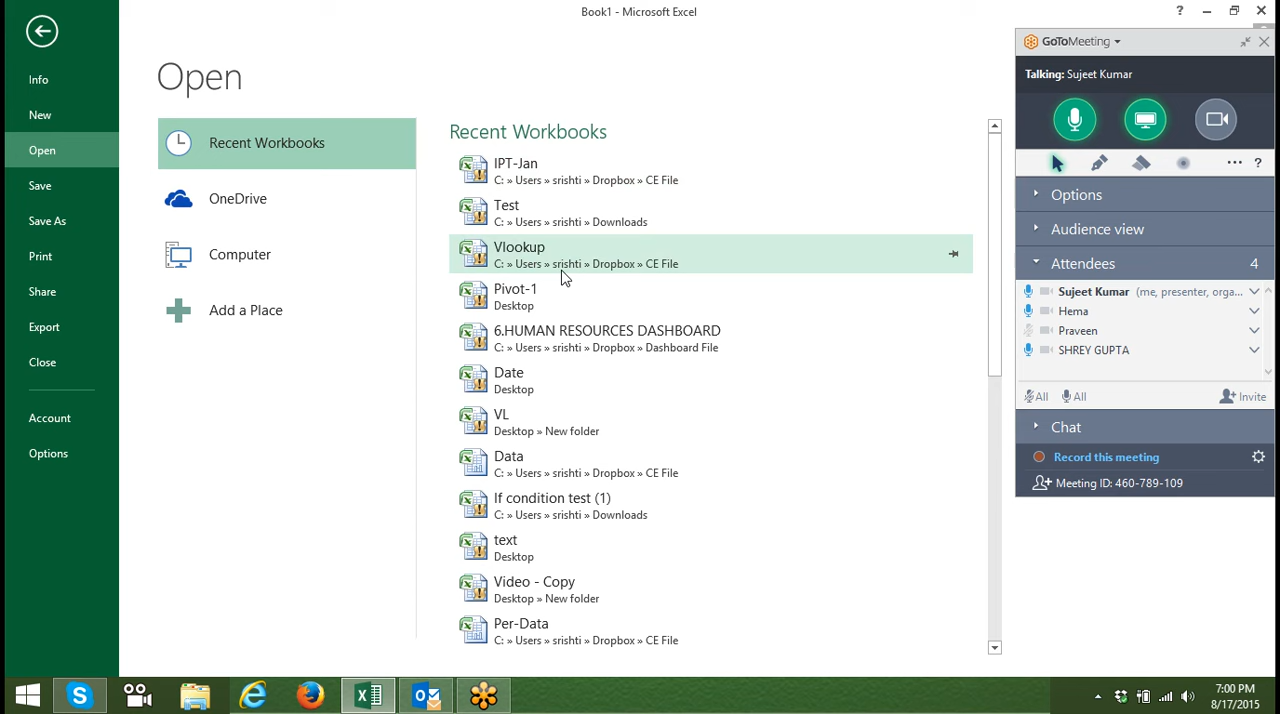 Book1 - Microsoft Excel
?
Info
New
Open
Save
Save As
Print
Share
Export
Close
Account
Options
Open
Recent Workbooks
OneDrive
Computer
Add a Place
Recent Workbooks
IPT-Jan
C: » Users » srishti » Dropbox » CE File
Test
C: » Users » srishti » Downloads
Vlookup
C: » Users » srishti » Dropbox » CE File
Pivot-1
Desktop
6.HUMAN RESOURCES DASHBOARD
C: » Users » srishti » Dropbox » Dashboard File
Date
Desktop
VL
Desktop » New folder
Data
C: » Users » srishti » Dropbox » CE File
If condition test (1)
C: » Users » srishti » Downloads
text
Desktop
Video - Copy
Desktop » New folder
Per-Data
C: » Users » srishti » Dropbox » CE File
GoToMeeting
Talking: Sujeet Kumar
... ?
Options
Audience view
Attendees 4
Sujeet Kumar (me, presenter, orga...
Hema
Praveen
SHREY GUPTA
All All Invite
Chat
Record this meeting
Meeting ID: 460-789-109
7:00 PM
8/17/2015